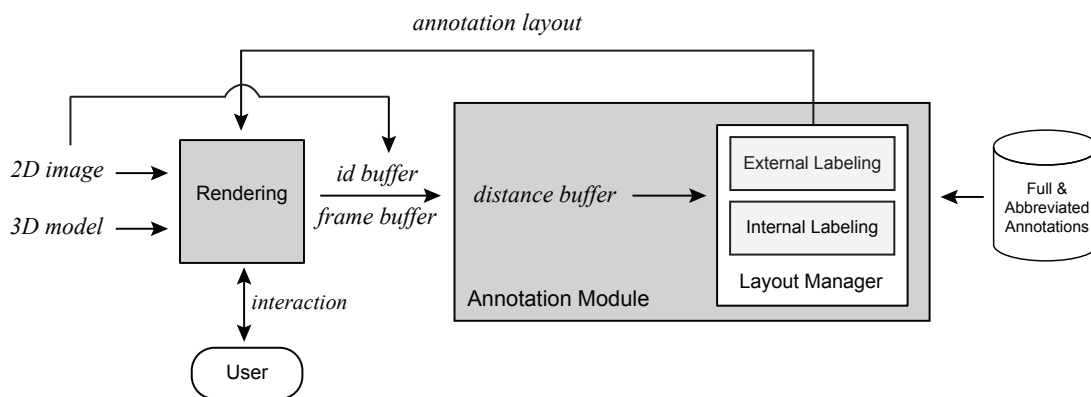 annotation layout
2D image
3D model
Rendering
id buffer
frame buffer
interaction
User
distance buffer
External Labeling
Internal Labeling
Layout Manager
Annotation Module
Full &
Abbreviated
Annotations